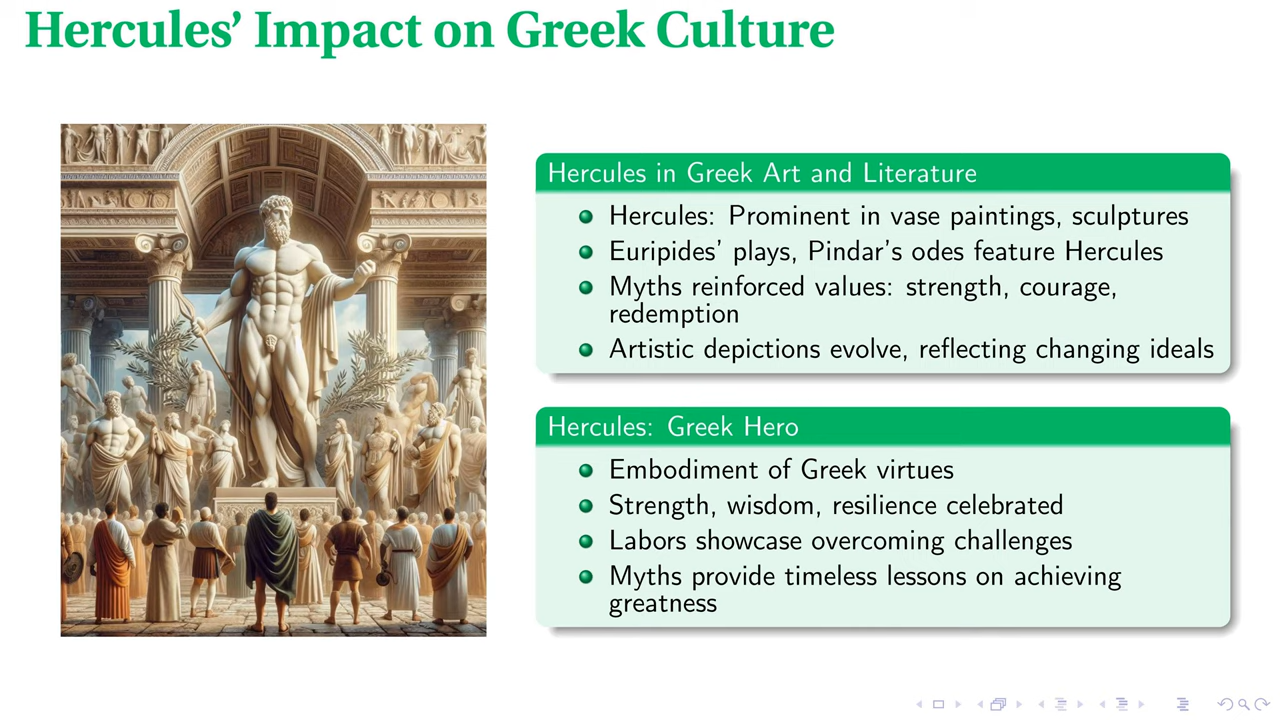 Hercules’ Impact on Greek Culture
Hercules in Greek Art and Literature
Hercules: Prominent in vase paintings, sculptures
Euripides’ plays, Pindar’s odes feature Hercules
Myths reinforced values: strength, courage,
redemption
Artistic depictions evolve, reflecting changing ideals
Hercules: Greek Hero
Embodiment of Greek virtues
Strength, wisdom, resilience celebrated
Labors showcase overcoming challenges
Myths provide timeless lessons on achieving
greatness